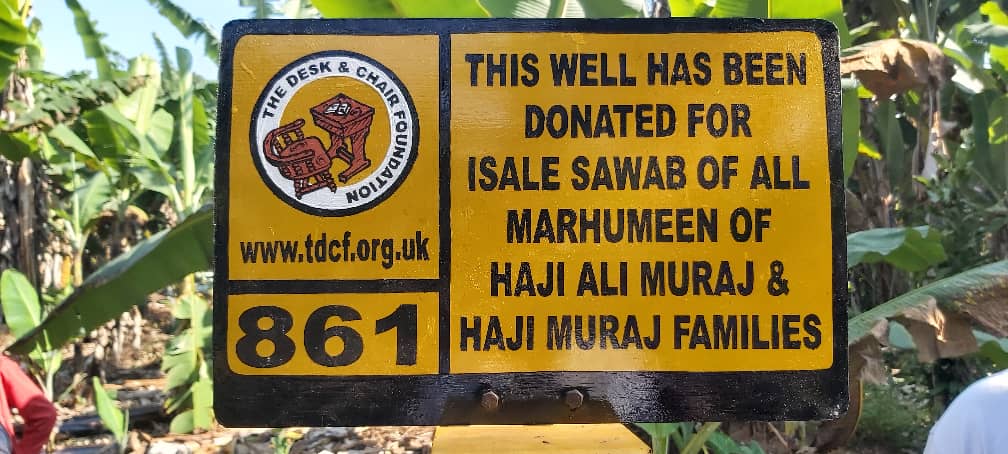 THE DESK & CHAIR FOUNDATION
www.tdcf.org.uk
861
THIS WELL HAS BEEN
DONATED FOR
ISALE SAWAB OF ALL
MARHUMEEN OF
HAJI ALI MURAJ &
HAJI MURAJ FAMILIES